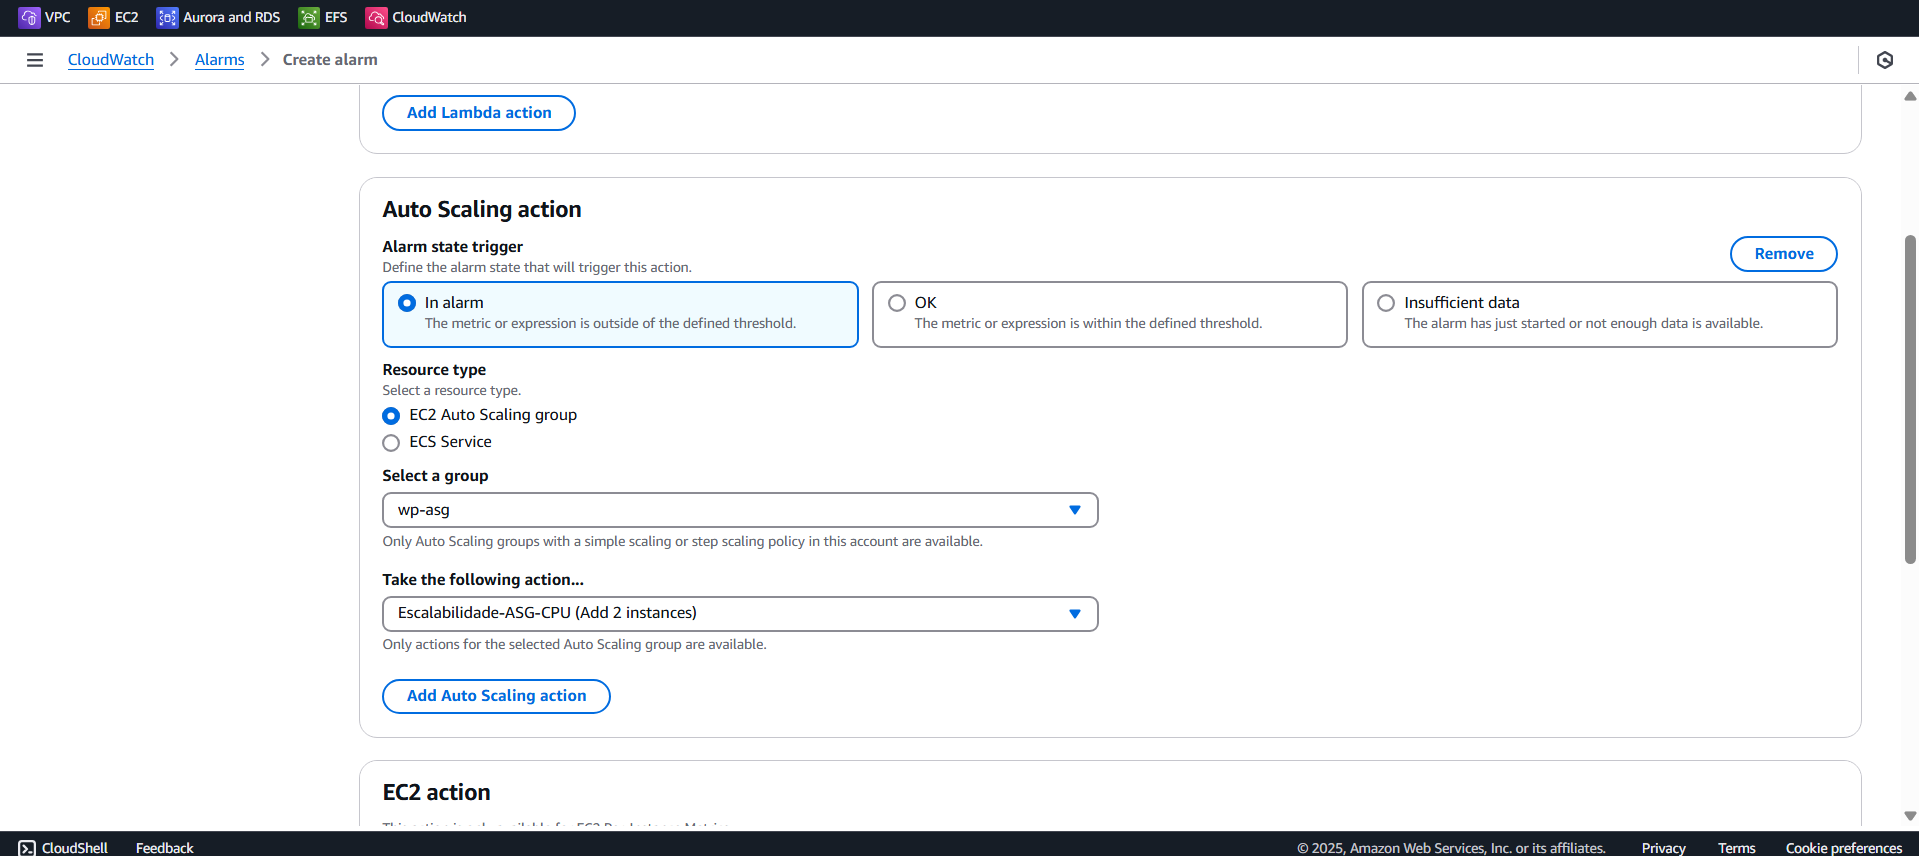 VPC EC2 Aurora and RDS EFS CloudWatch
CloudWatch > Alarms > Create alarm
Add Lambda action
Auto Scaling action
Alarm state trigger
Define the alarm state that will trigger this action.
Remove
In alarm
The metric or expression is outside of the defined threshold.
OK
The metric or expression is within the defined threshold.
Insufficient data
The alarm has just started or not enough data is available.
Resource type
Select a resource type.
EC2 Auto Scaling group
ECS Service
Select a group
wp-asg
Only Auto Scaling groups with a simple scaling or step scaling policy in this account are available.
Take the following action...
Escalabilidade-ASG-CPU (Add 2 instances)
Only actions for the selected Auto Scaling group are available.
Add Auto Scaling action
EC2 action
CloudShell Feedback © 2025, Amazon Web Services, Inc. or its affiliates. Privacy Terms Cookie preferences